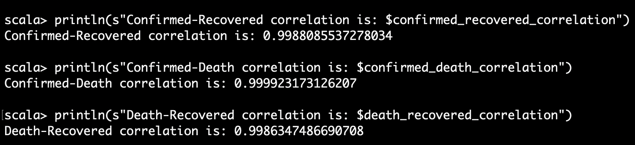 scala> println(s"Confirmed-Recovered correlation is: $confirmed_recovered_correlation")
Confirmed-Recovered correlation is: 0.9988085537278034
scala> println(s"Confirmed-Death correlation is: $confirmed_death_correlation")
Confirmed-Death correlation is: 0.999923173126207
scala> println(s"Death-Recovered correlation is: $death_recovered_correlation")
Death-Recovered correlation is: 0.9986347486690708